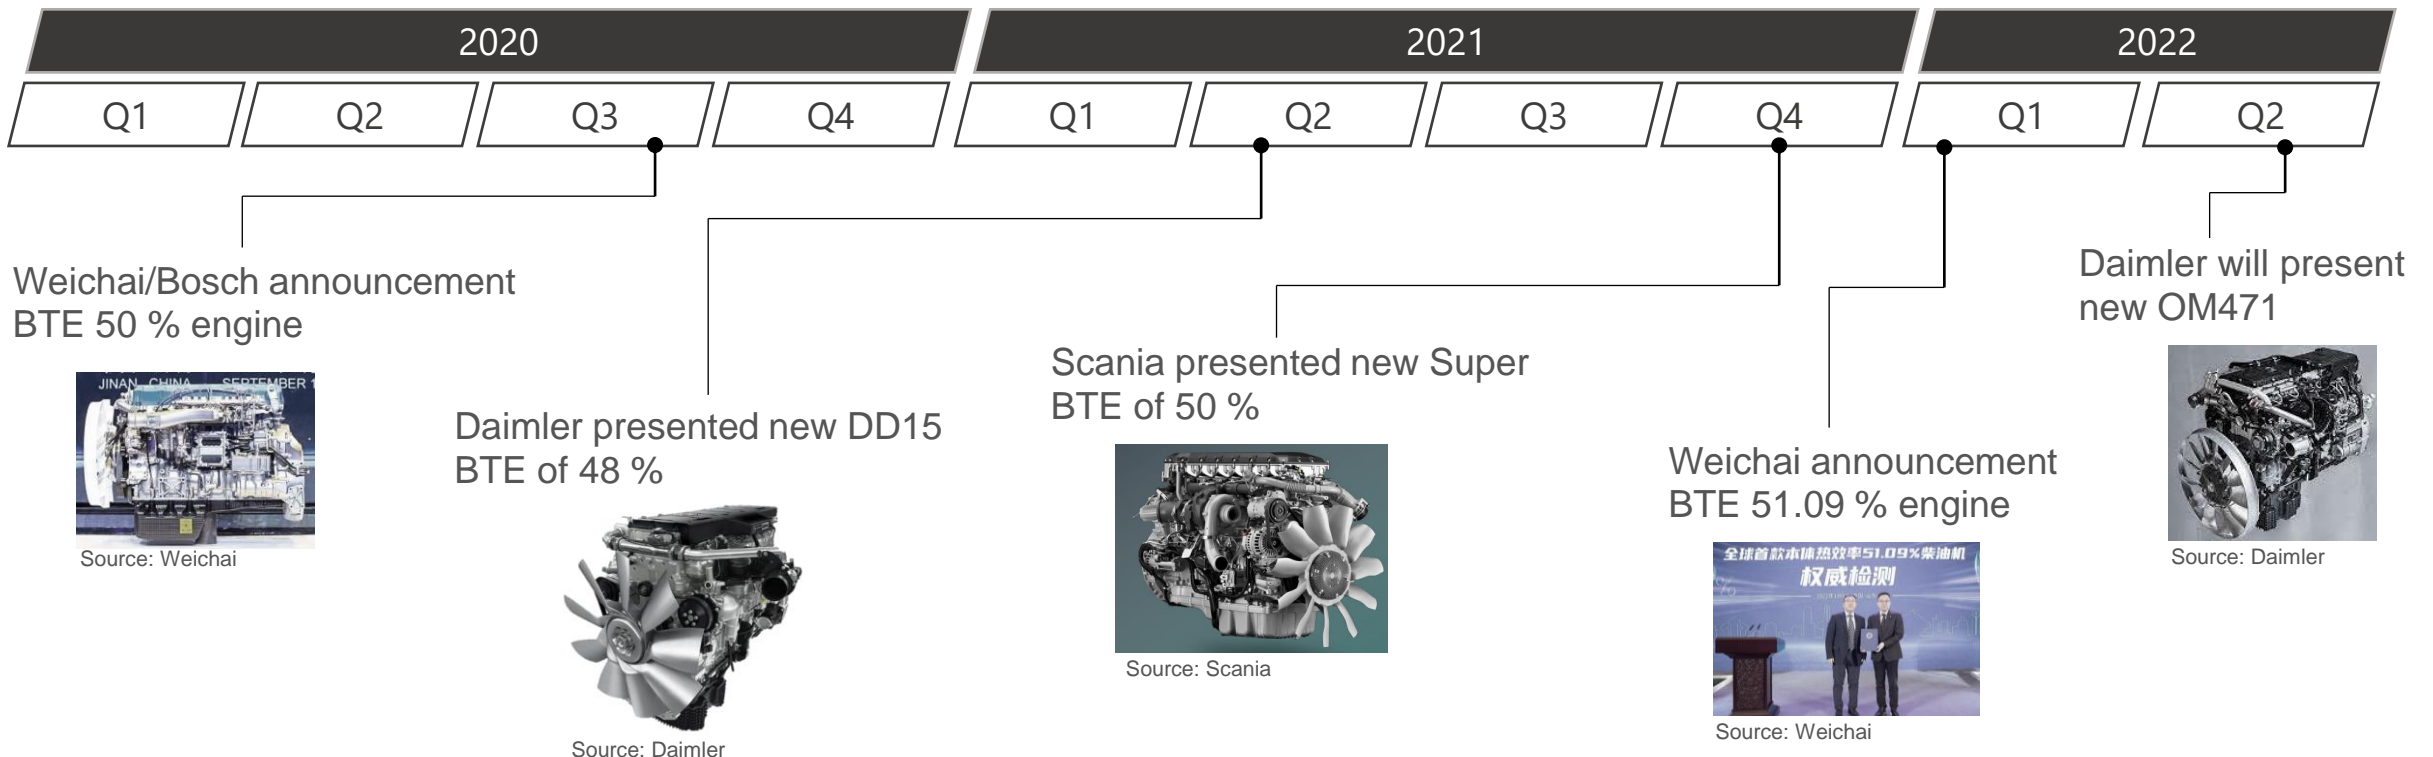 2020
2021
2022
Q1
Q2
Q3
Q4
Q1
Q2
Q3
Q4
Q1
Q2
Weichai/Bosch announcement
BTE 50 % engine
JINAN, CHINA SEPTEMBER 1
Source: Weichai
Daimler presented new DD15
BTE of 48 %
Source: Daimler
Scania presented new Super
BTE of 50 %
Source: Scania
Weichai announcement
BTE 51.09 % engine
全球首款本体热效率51.09%柴油机
权威检测
Source: Weichai
Daimler will present
new OM471
Source: Daimler